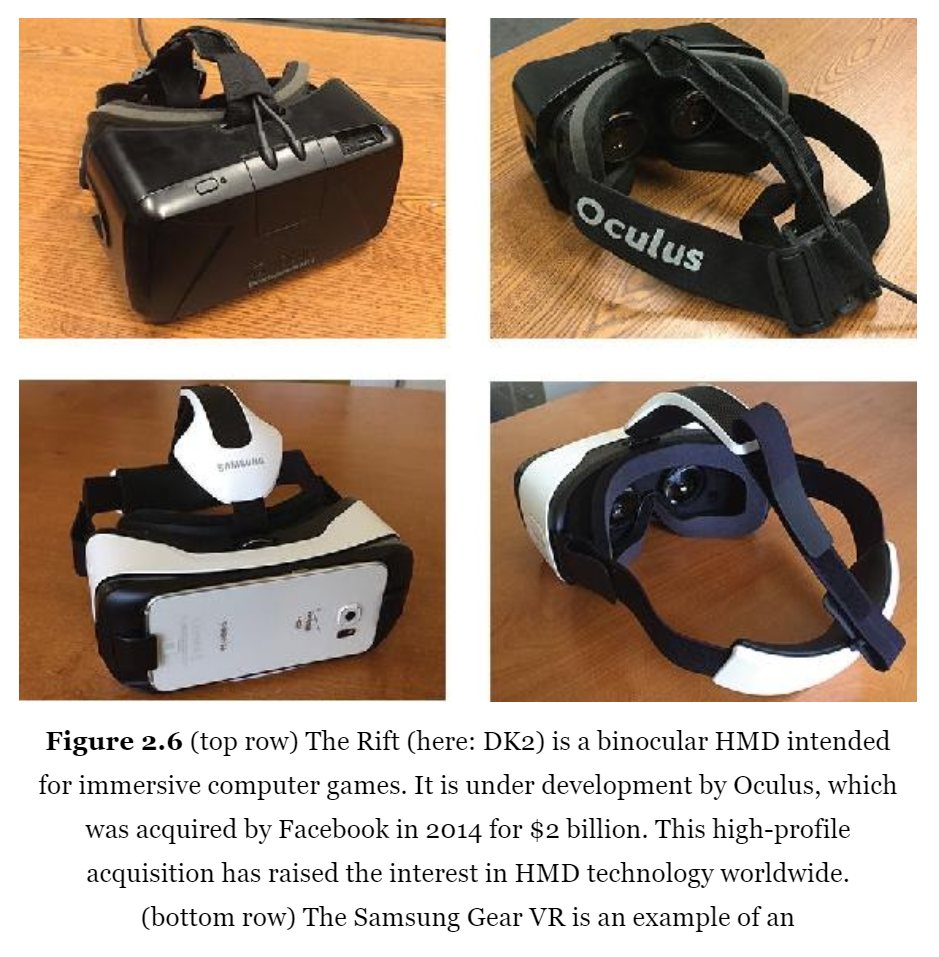 Oculus
SAMSUNG
Figure 2.6 (top row) The Rift (here: DK2) is a binocular HMD intended
for immersive computer games. It is under development by Oculus, which
was acquired by Facebook in 2014 for $2 billion. This high-profile
acquisition has raised the interest in HMD technology worldwide.
(bottom row) The Samsung Gear VR is an example of an